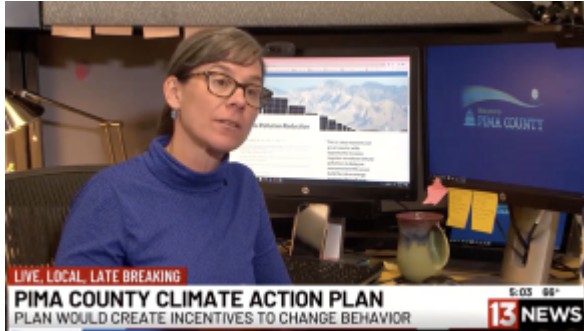 Pollution Reduction
PIMA COUNTY
LIVE, LOCAL, LATE BREAKING
PIMA COUNTY CLIMATE ACTION PLAN
PLAN WOULD CREATE INCENTIVES TO CHANGE BEHAVIOR
5:03 66°
13 NEWS